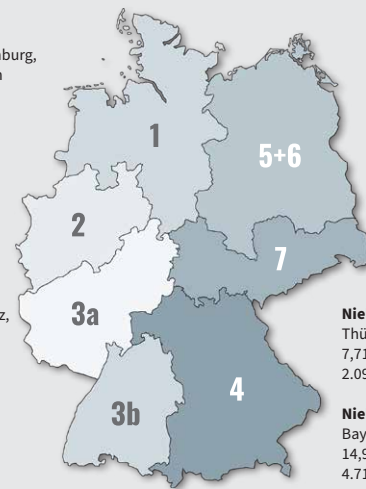 burg,
1
5+6
2
7
3a
z,
3b
4
Nie
Thü
7,71
2.09
Nie
Bay
14,9
4.71